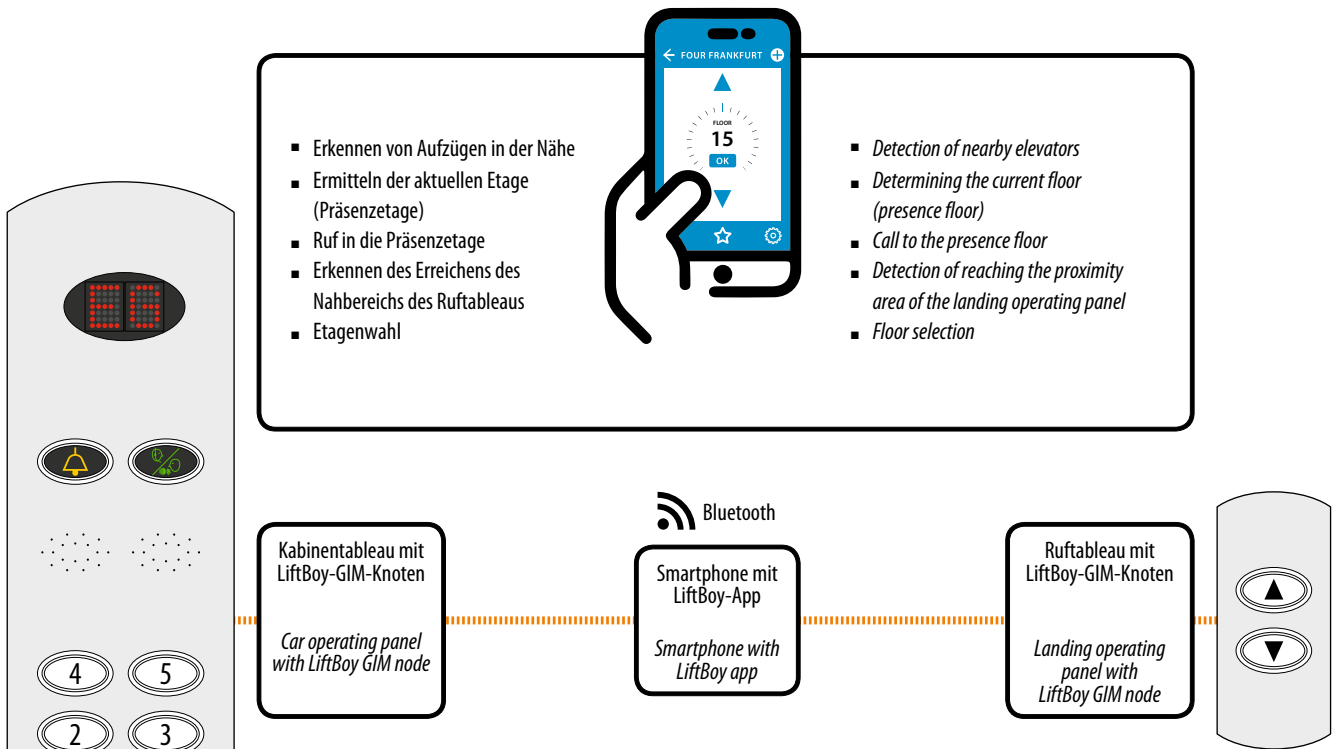 FOUR FRANKFURT
FLOOR
15
OK
▪ Erkennen von Aufzügen in der Nähe
▪ Ermitteln der aktuellen Etage
(Präsenzetage)
▪ Ruf in die Präsenzetage
▪ Erkennen des Erreichens des
Nahbereichs des Ruftableaus
▪ Etagenwahl
▪ Detection of nearby elevators
▪ Determining the current floor
(presence floor)
▪ Call to the presence floor
▪ Detection of reaching the proximity
area of the landing operating panel
▪ Floor selection
Bluetooth
Kabinentableau mit
LiftBoy-GIM-Knoten
Car operating panel
with LiftBoy GIM node
Smartphone mit
LiftBoy-App
Smartphone with
LiftBoy app
Ruftableau mit
LiftBoy-GIM-Knoten
Landing operating
panel with
LiftBoy GIM node
4 5
2 3